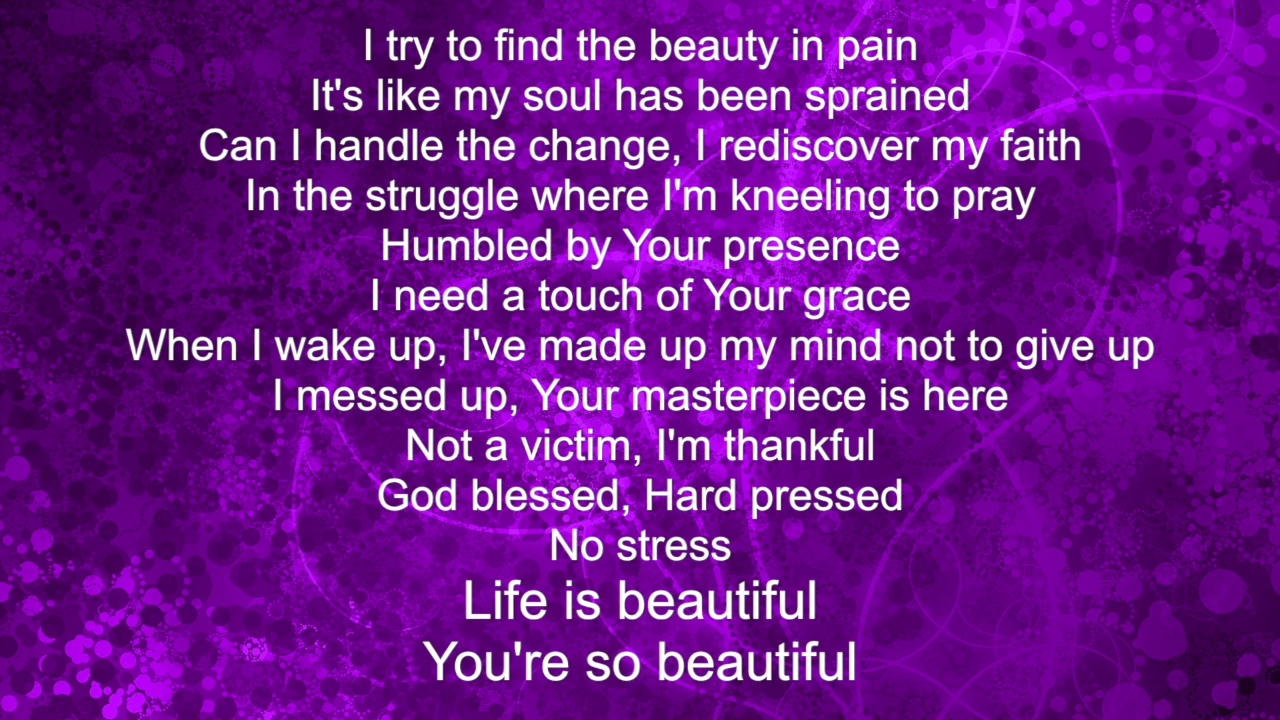 I try to find the beauty in pain
It's like my soul has been sprained
Can I handle the change, I rediscover my faith
In the struggle where I'm kneeling to pray
Humbled by Your presence
I need a touch of Your grace
When I wake up, I've made up my mind not to give up
I messed up, Your masterpiece is here
Not a victim, I'm thankful
God blessed, Hard pressed
No stress
Life is beautiful
You're so beautiful